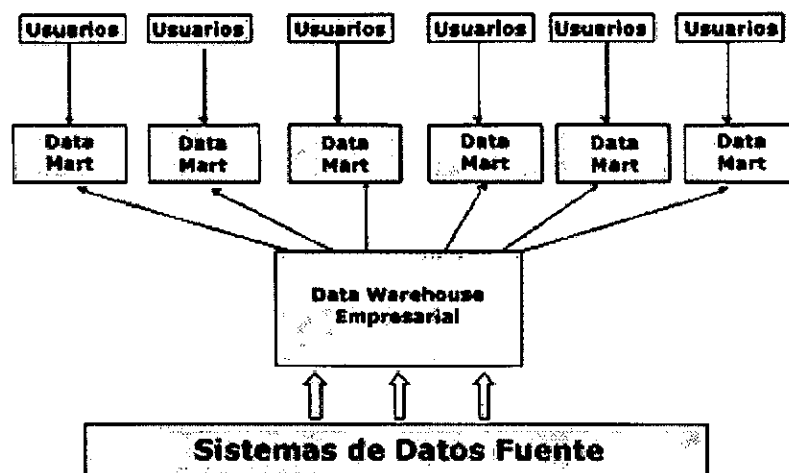 Usuarios Usuarios Usuarios Usuarios Usuarios Usuarios
Data Data Data Data Data Data
Mart Mart Mart Mart Mart Mart
Data Warehouse
Empresarial
Sistemas de Datos Fuente